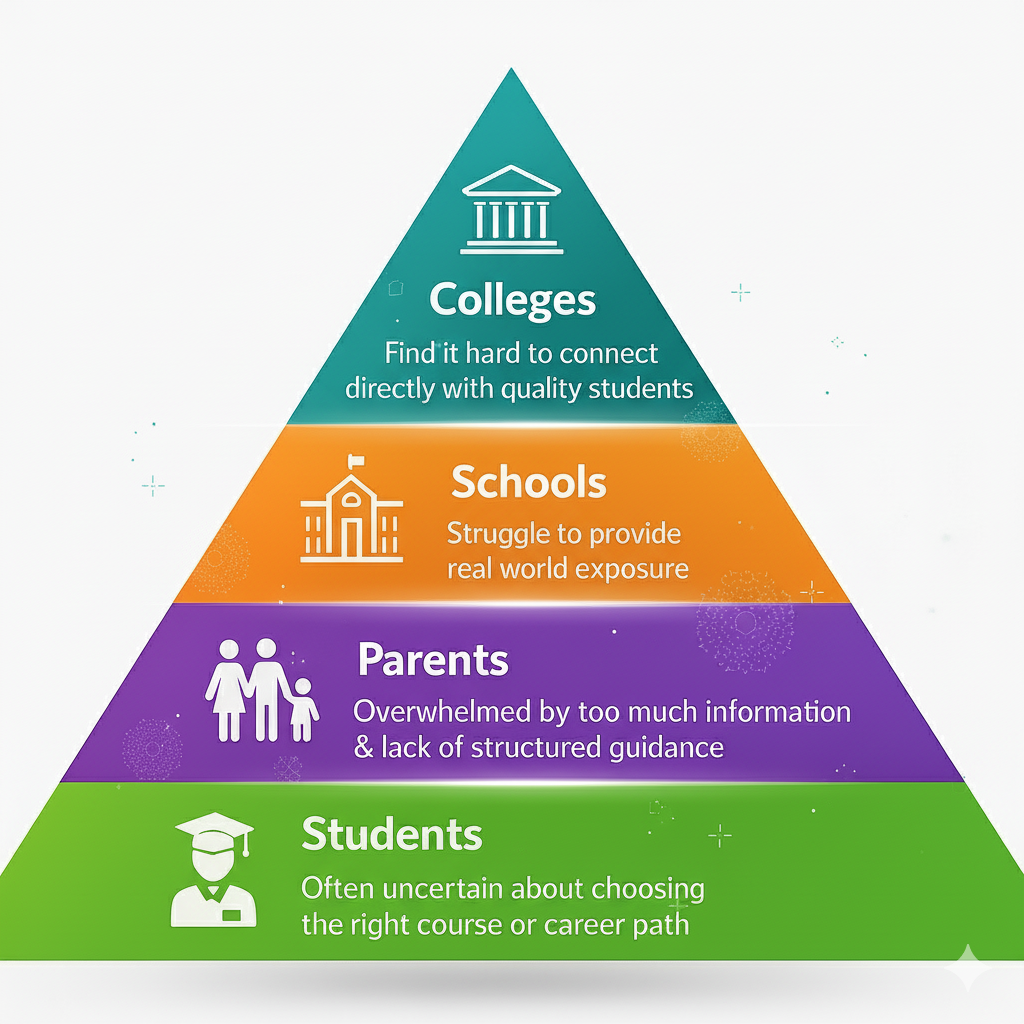 Colleges
Find it hard to connect
directly with quality students
Schools
Struggle to provide
real world exposure
Parents
Overwhelmed by too much information
& lack of structured guidance
Students
Often uncertain about choosing
the right course or career path